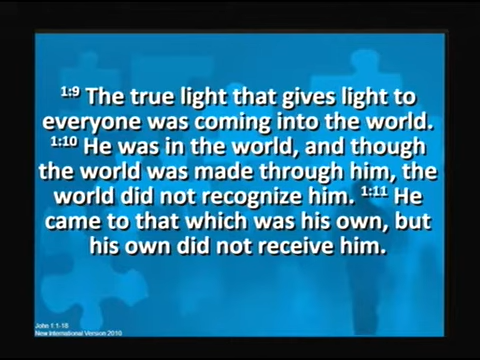 1:9 The true light that gives light to
everyone was coming into the world.
1:10 He was in the world, and though
the world was made through him, the
world did not recognize him. 1:11 He
came to that which was his own, but
his own did not receive him.
John 1:1-18
New International Version 2010